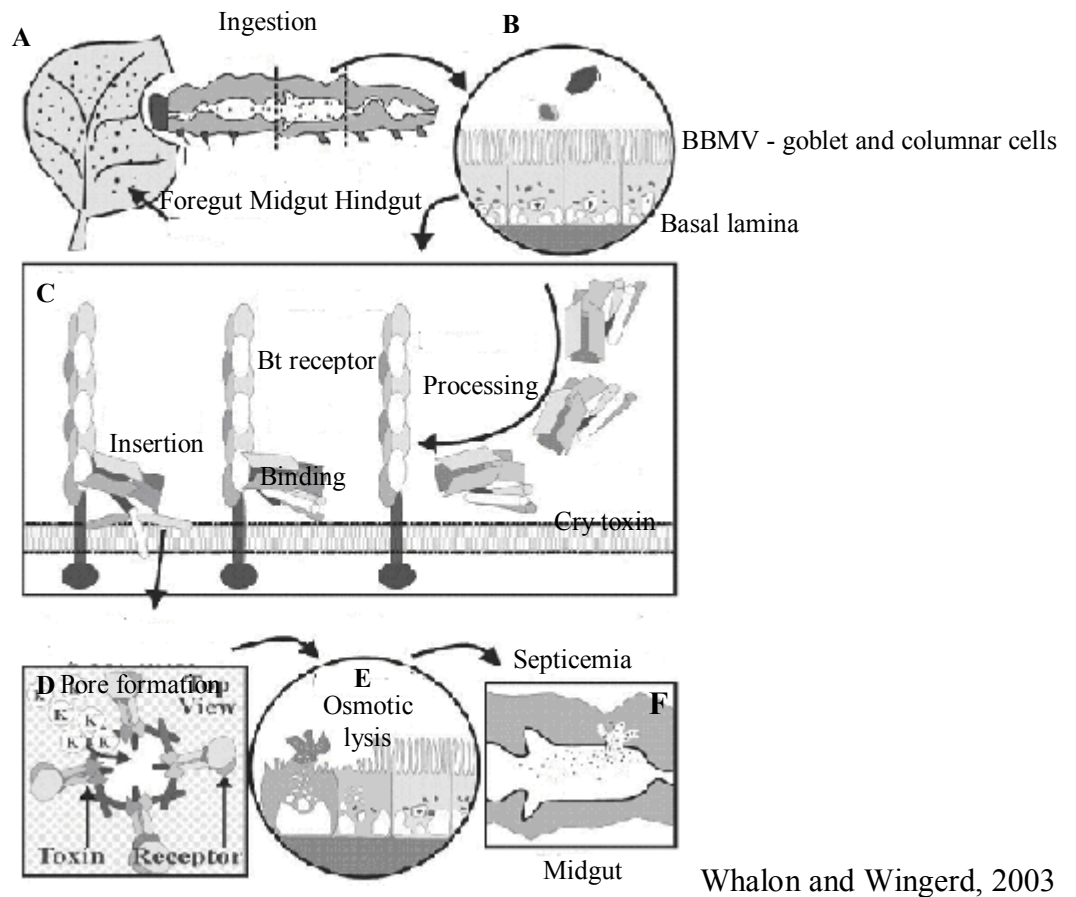 A
Ingestion
B
BBMV - goblet and columnar cells
Foregut Midgut Hindgut
Basal lamina
C
Bt receptor
Processing
Insertion
Binding
Cry toxin
D Pore formation
Top
View
K
K
K
K K
Toxin Receptor
E
Osmotic
lysis
Septicemia
F
Midgut
Whalon and Wingerd, 2003